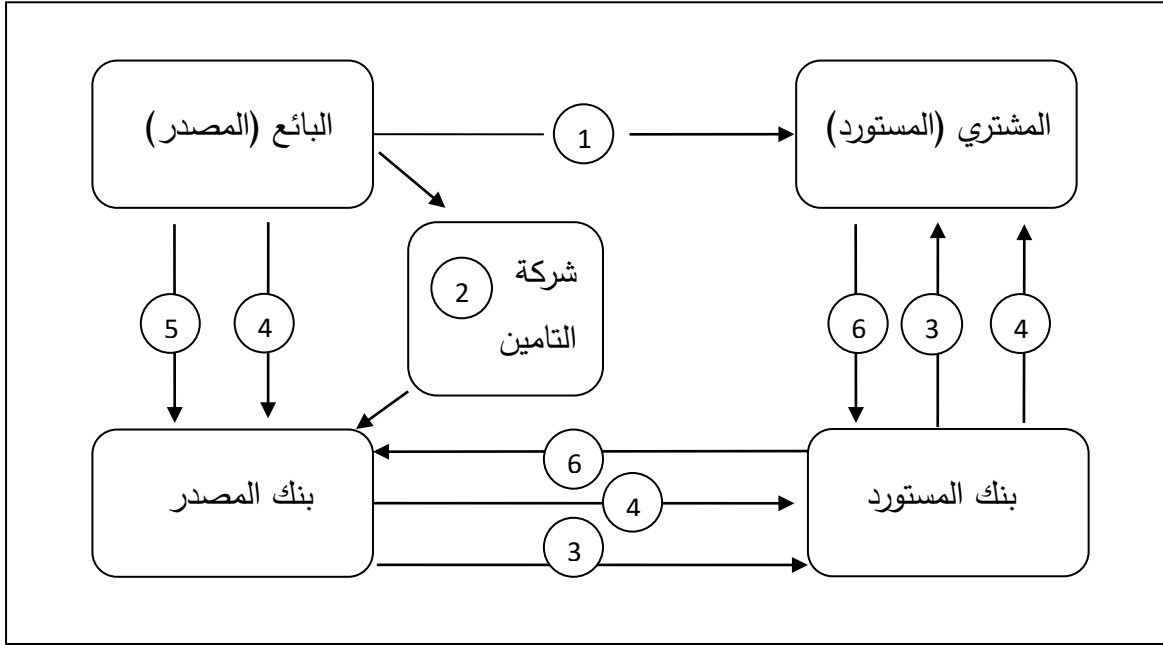 البائع (المصدر)
1
المشتري (المستورد)
شركة
2
التامين
5
4
6
3
4
6
بنك المصدر
4
بنك المستورد
3